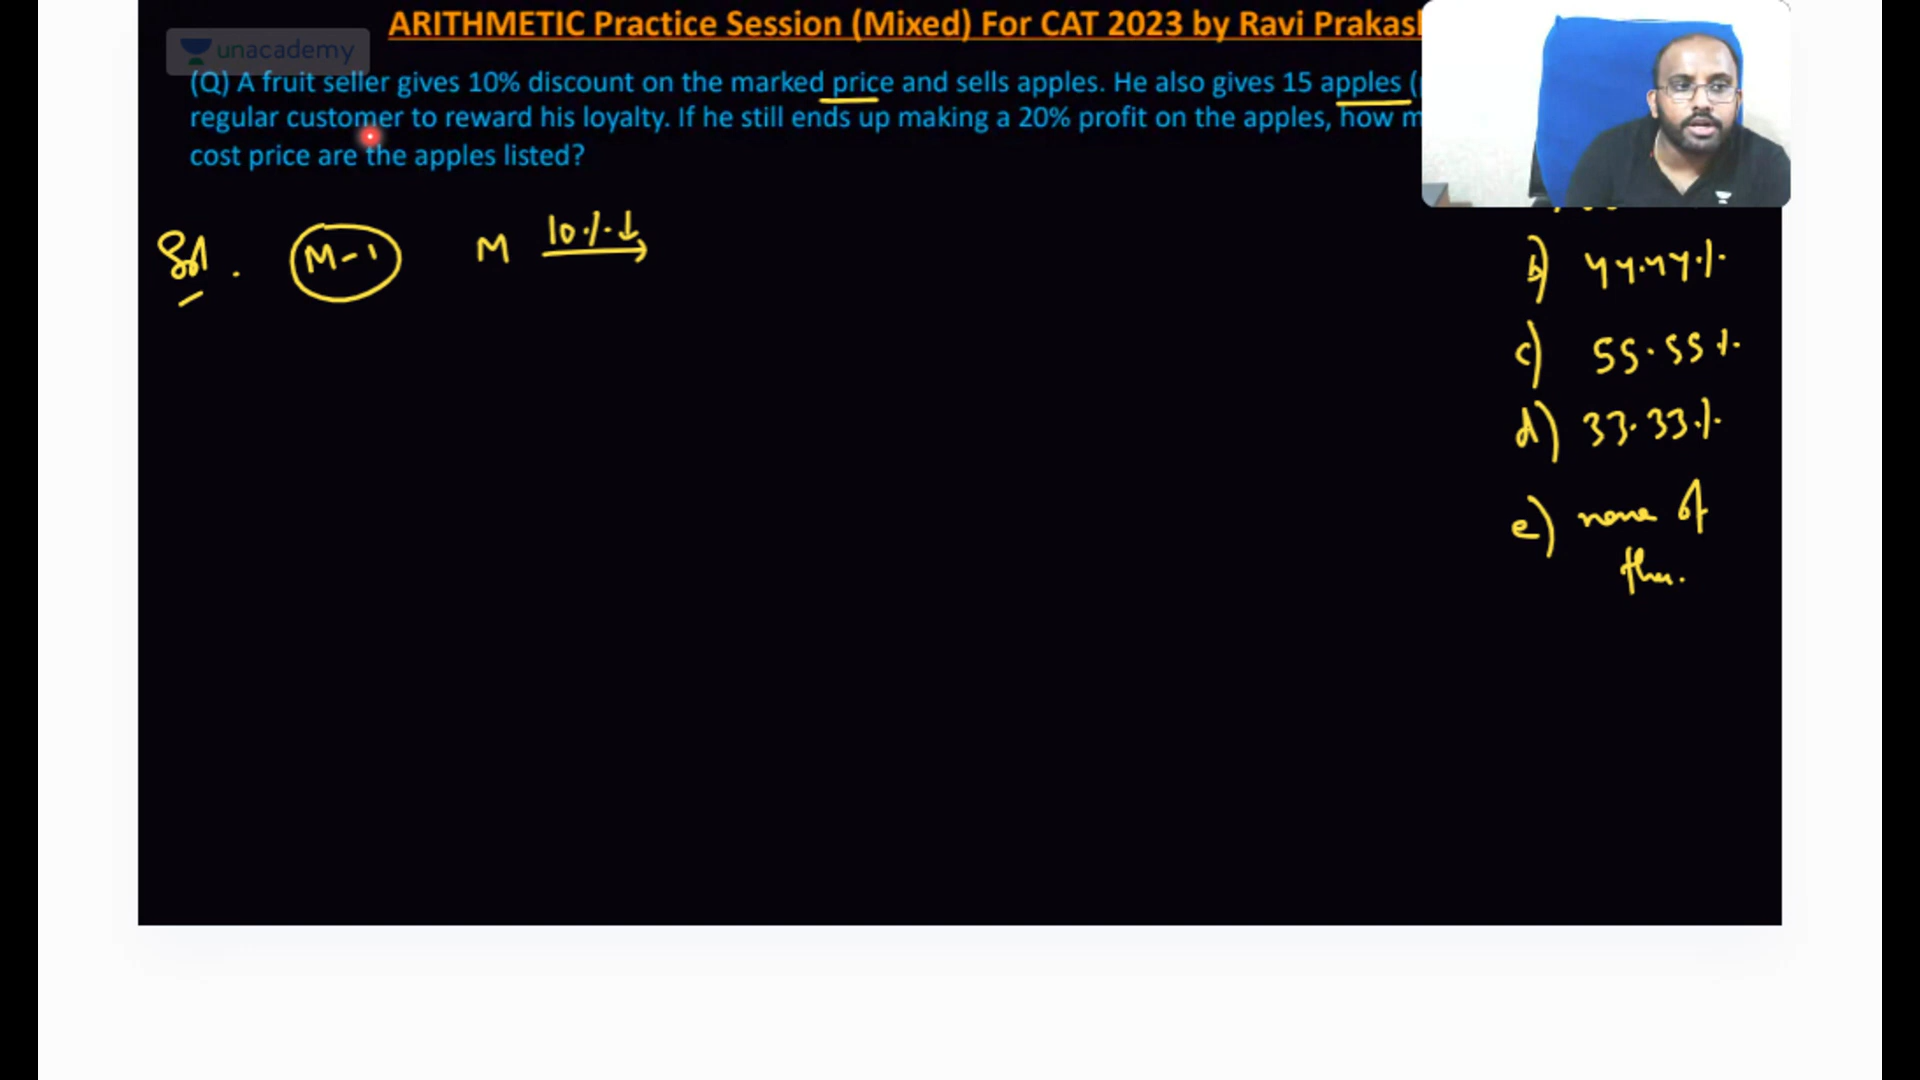 ARITHMETIC Practice Session (Mixed) For CAT 2023 by Ravi Prakash
unacademy
(Q) A fruit seller gives 10% discount on the marked price and sells apples. He also gives 15 apples (
regular customer to reward his loyalty. If he still ends up making a 20% profit on the apples, how m
cost price are the apples listed?
Sol. M-1 M 10%↓
b) 44.44%
c) 55.55%
d) 33.33%
e) none of